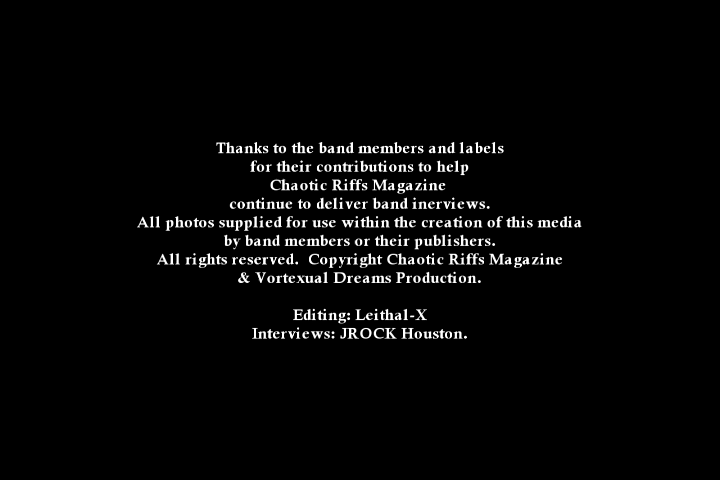 Thanks to the band members and labels
for their contributions to help
Chaotic Riffs Magazine
continue to deliver band inerviews.
All photos supplied for use within the creation of this media
by band members or their publishers.
All rights reserved.  Copyright Chaotic Riffs Magazine
& Vortexual Dreams Production.
Editing: Leithal-X
Interviews: JROCK Houston.